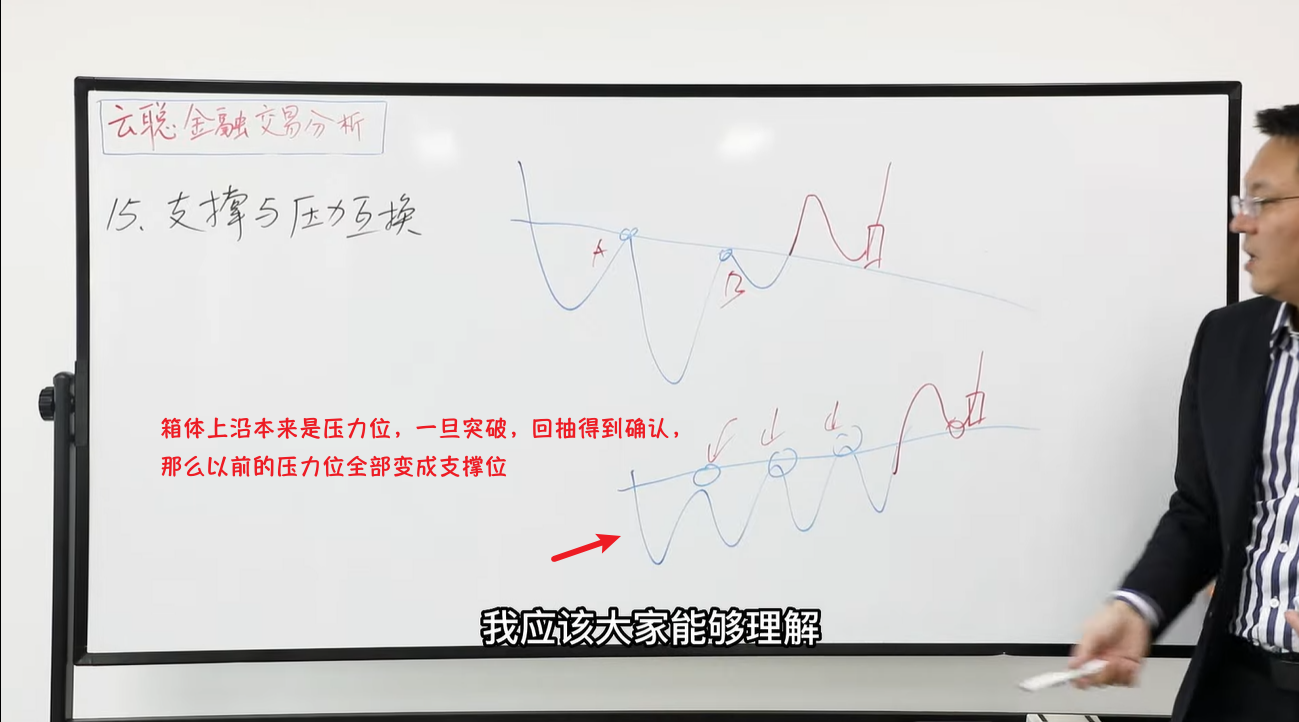 云聪金融交易分析
15、支撑与压力互换
A
B
箱体上沿本来是压力位，一旦突破，回抽得到确认，
那么以前的压力位全部变成支撑位
我应该大家能够理解